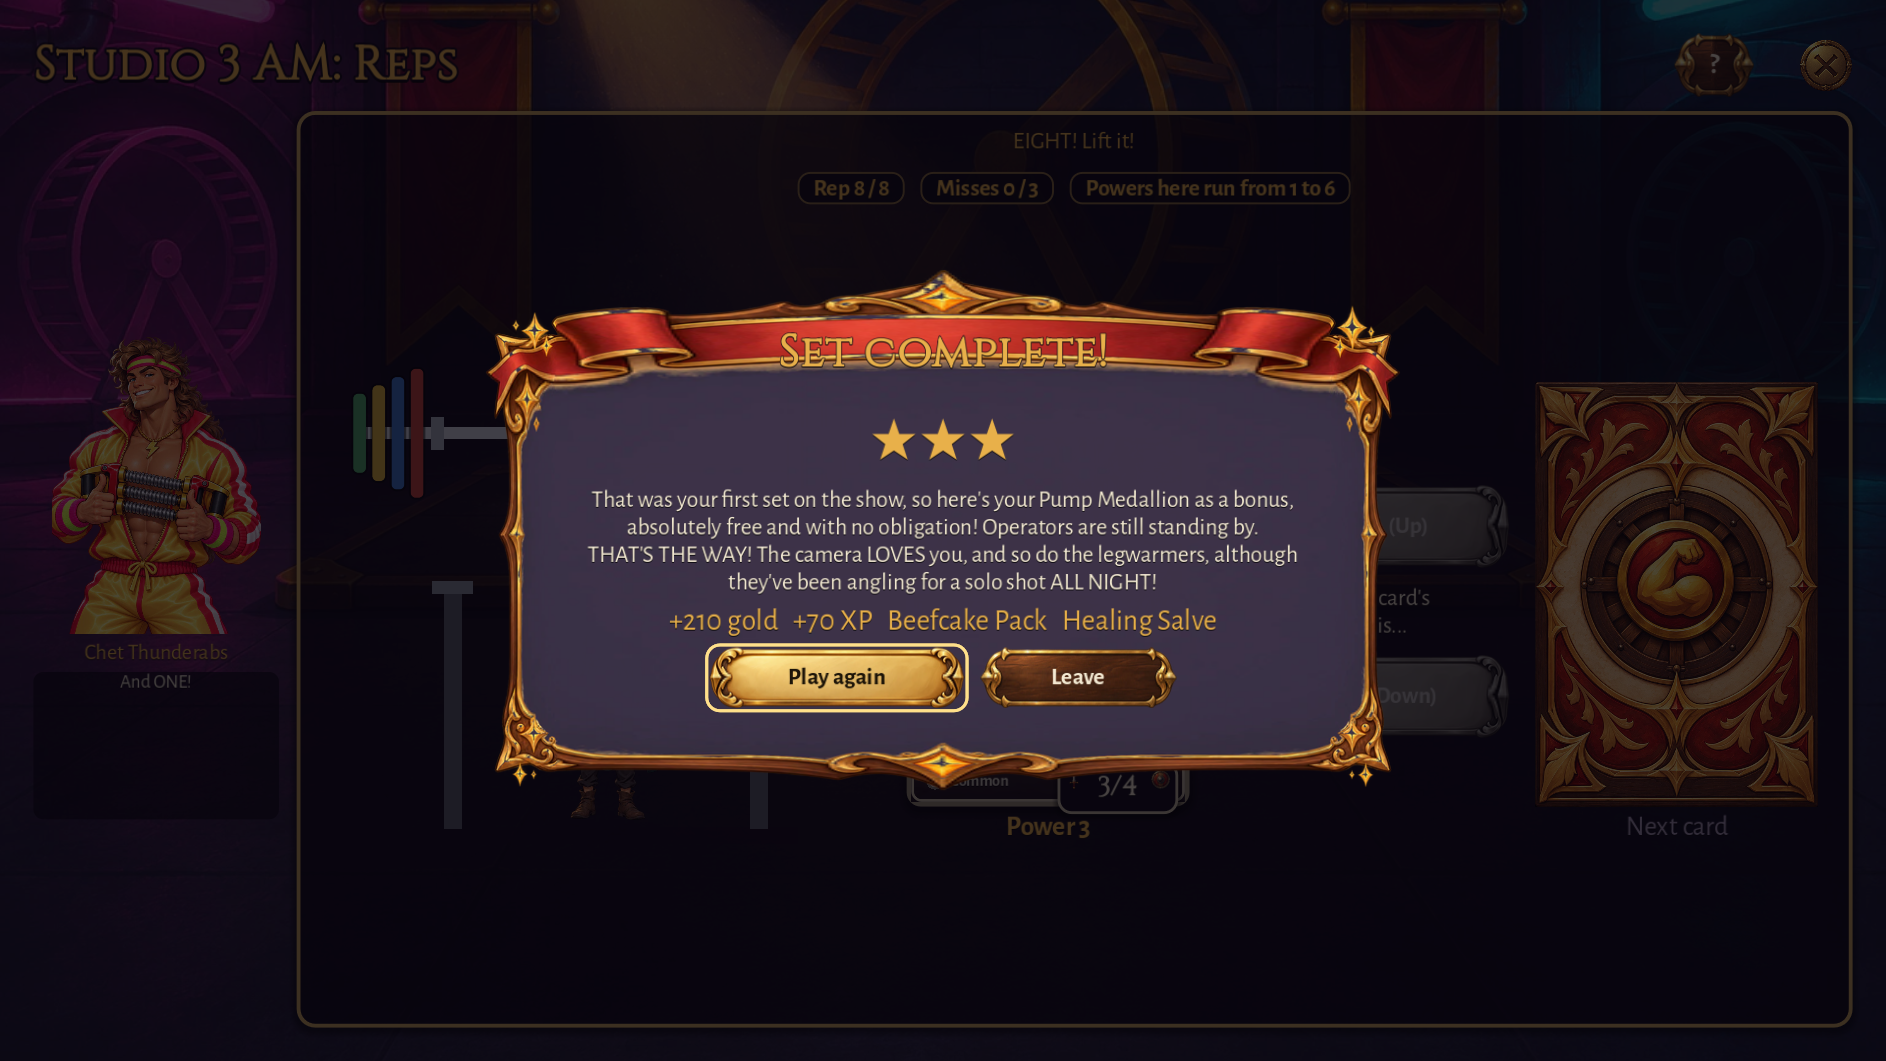 Studio 3 AM: Reps
?
EIGHT! Lift it!
Rep 8/8
Misses 0/3
Powers here run from 1 to 6
Set complete!
That was your first set on the show, so here's your Pump Medallion as a bonus,
absolutely free and with no obligation! Operators are still standing by.
THAT'S THE WAY! The camera LOVES you, and so do the legwarmers, although
they've been angling for a solo shot ALL NIGHT!
+210 gold +70 XP Beefcake Pack Healing Salve
Play again
Leave
(Up)
card's
is...
Down)
Chet Thunderabs
And ONE!
3/4
Power 3
Next card